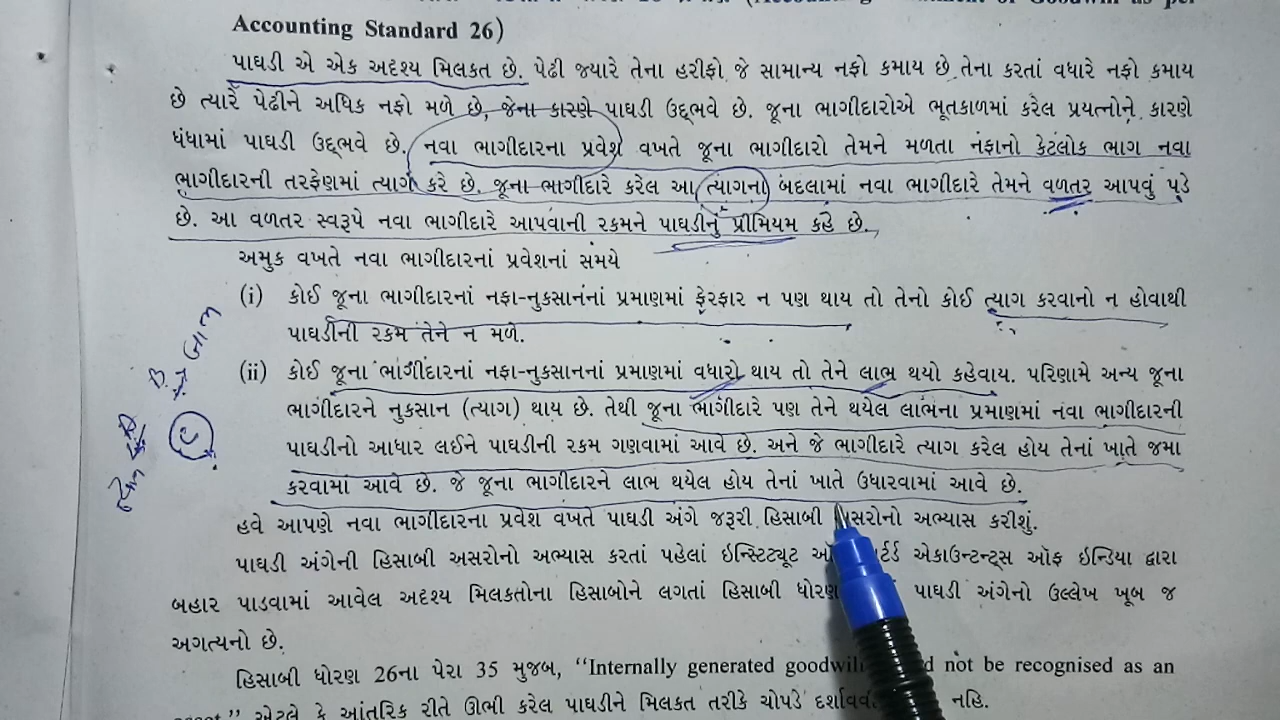 Accounting Standard 26)
પાઘડી એ એક અદૃશ્ય મિલકત છે. પેઢી જ્યારે તેના હરીફો જે સામાન્ય નફો કમાય છે તેના કરતાં વધારે નફો કમાય
છે ત્યારે પેઢીને અધિક નફો મળે છે, જેના કારણે પાઘડી ઉદ્ભવે છે. જૂના ભાગીદારોએ ભૂતકાળમાં કરેલ પ્રયત્નોને કારણે
ધંધામાં પાઘડી ઉદ્ભવે છે. નવા ભાગીદારના પ્રવેશ વખતે જૂના ભાગીદારો તેમને મળતા નફાનો કેટલોક ભાગ નવા
ભાગીદારની તરફેણમાં ત્યાગ કરે છે. જૂના ભાગીદારે કરેલ આ ત્યાગના બદલામાં નવા ભાગીદારે તેમને વળતર આપવું પડે
છે. આ વળતર સ્વરૂપે નવા ભાગીદારે આપવાની રકમને પાઘડીનું પ્રીમિયમ કહે છે.
અમુક વખતે નવા ભાગીદારનાં પ્રવેશનાં સમયે
(i) કોઈ જૂના ભાગીદારનાં નફા-નુકસાનનાં પ્રમાણમાં ફેરફાર ન પણ થાય તો તેનો કોઈ ત્યાગ કરવાનો ન હોવાથી
પાઘડીની રકમ તેને ન મળે.
(ii) કોઈ જૂના ભાગીદારનાં નફા-નુકસાનનાં પ્રમાણમાં વધારો થાય તો તેને લાભ થયો કહેવાય. પરિણામે અન્ય જૂના
ભાગીદારને નુકસાન (ત્યાગ) થાય છે. તેથી જૂના ભાગીદારે પણ તેને થયેલ લાભના પ્રમાણમાં નવા ભાગીદારની
પાઘડીનો આધાર લઈને પાઘડીની રકમ ગણવામાં આવે છે. અને જે ભાગીદારે ત્યાગ કરેલ હોય તેનાં ખાતે જમા
કરવામાં આવે છે. જે જૂના ભાગીદારને લાભ થયેલ હોય તેનાં ખાતે ઉધારવામાં આવે છે.
હવે આપણે નવા ભાગીદારના પ્રવેશ વખતે પાઘડી અંગે જરૂરી હિસાબી અસરોનો અભ્યાસ કરીશું.
પાઘડી અંગેની હિસાબી અસરોનો અભ્યાસ કરતાં પહેલાં ઇન્સ્ટિટ્યૂટ એકાઉન્ટન્ટ્સ ઑફ ઇન્ડિયા દ્વારા
બહાર પાડવામાં આવેલ અદૃશ્ય મિલકતોના હિસાબોને લગતાં હિસાબી ધોરણ પાઘડી અંગેનો ઉલ્લેખ ખૂબ જ
અગત્યનો છે.
હિસાબી ધોરણ 26ના પેરા 35 મુજબ, “Internally generated goodwill not be recognised as an
એટલે કે આંતરિક રીતે ઊભી કરેલ પાઘડીને મિલકત તરીકે ચોપડે નહિ.